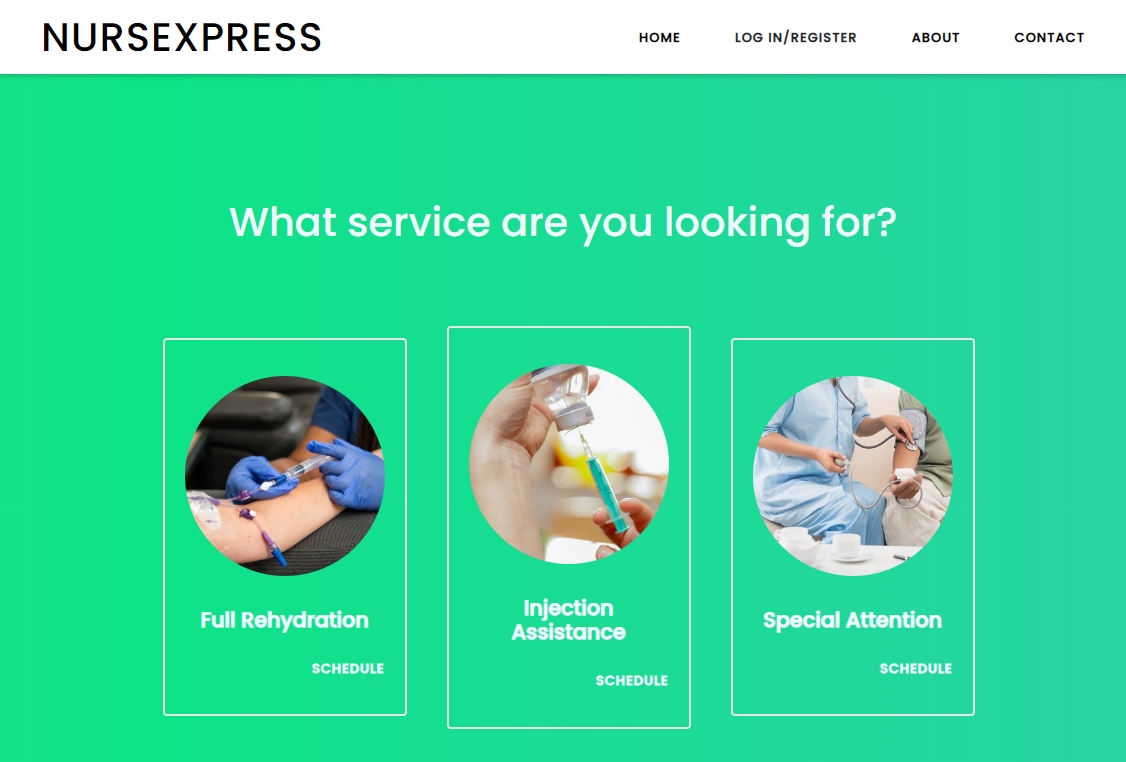 NURSEXPRESS
HOME
LOG IN/REGISTER
ABOUT
CONTACT
What service are you looking for?
Full Rehydration
SCHEDULE
Injection
Assistance
SCHEDULE
Special Attention
SCHEDULE